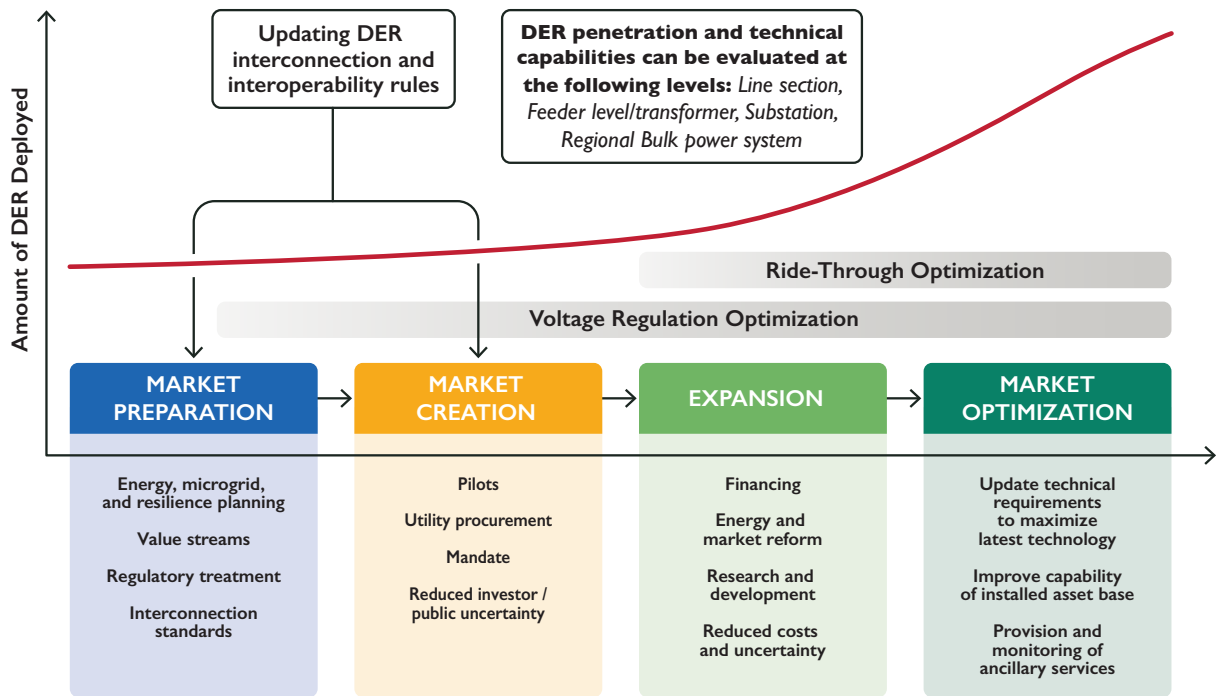 Amount of DER Deployed
Updating DER
interconnection and
interoperability rules
DER penetration and technical
capabilities can be evaluated at
the following levels: Line section,
Feeder level/transformer, Substation,
Regional Bulk power system
Ride-Through Optimization
Voltage Regulation Optimization
MARKET
PREPARATION
Energy, microgrid,
and resilience planning
Value streams
Regulatory treatment
Interconnection
standards
MARKET
CREATION
Pilots
Utility procurement
Mandate
Reduced investor /
public uncertainty
EXPANSION
Financing
Energy and
market reform
Research and
development
Reduced costs
and uncertainty
MARKET
OPTIMIZATION
Update technical
requirements
to maximize
latest technology
Improve capability
of installed asset base
Provision and
monitoring of
ancillary services